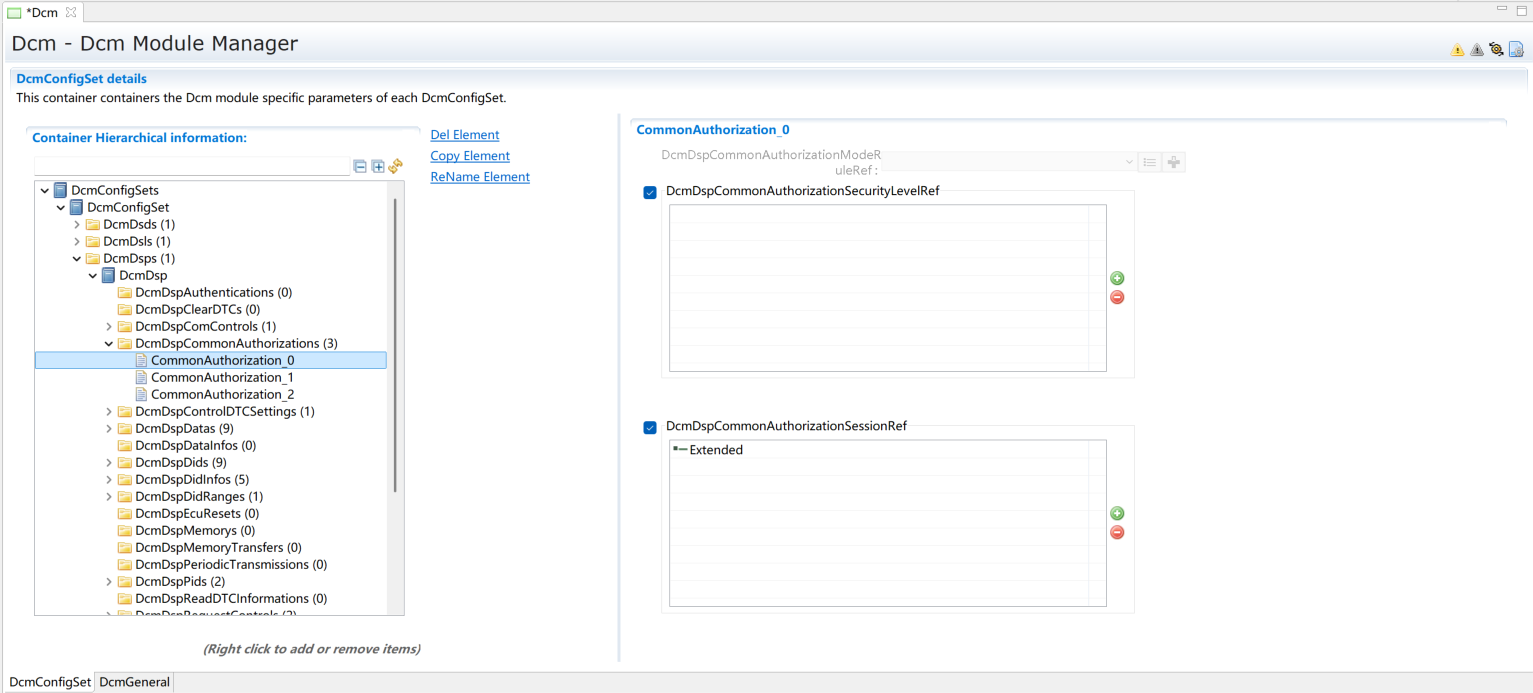 *Dcm
Dcm - Dcm Module Manager
DcmConfigSet details
This container containers the Dcm module specific parameters of each DcmConfigSet.
Container Hierarchical information:
Del Element
Copy Element
ReName Element
DcmConfigSets
DcmConfigSet
DcmDsds (1)
DcmDsls (1)
DcmDsps (1)
DcmDsp
DcmDspAuthentications (0)
DcmDspClearDTCs (0)
DcmDspComControls (1)
DcmDspCommonAuthorizations (3)
CommonAuthorization_0
CommonAuthorization_1
CommonAuthorization_2
DcmDspControlDTCSettings (1)
DcmDspDatas (9)
DcmDspDataInfos (0)
DcmDspDids (9)
DcmDspDidInfos (5)
DcmDspDidRanges (1)
DcmDspEcuResets (0)
DcmDspMemorys (0)
DcmDspMemoryTransfers (0)
DcmDspPeriodicTransmissions (0)
DcmDspPids (2)
DcmDspReadDTCInformations (0)
DcmDspRequestControls (2)
(Right click to add or remove items)
CommonAuthorization_0
DcmDspCommonAuthorizationModeR
uleRef :
DcmDspCommonAuthorizationSecurityLevelRef
DcmDspCommonAuthorizationSessionRef
Extended
DcmConfigSet
DcmGeneral